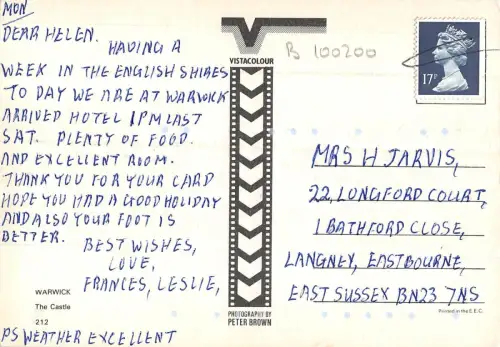 MON
DEAR HELEN.
HAVING A
WEEK IN THE ENGLISH SHIRES
TO DAY WE ARE AT WARWICK
ARRIVED HOTEL 1PM LAST
SAT. PLENTY OF FOOD.
AND EXCELLENT ROOM.
THANK YOU FOR YOUR CARD
HOPE YOU HAD A GOOD HOLIDAY
AND ALSO YOUR FOOT IS
BETTER.
BEST WISHES,
LOVE,
FRANCES, LESLIE,
WARWICK
The Castle
212
PS WEATHER EXCELLENT
VISTACOLOUR
PHOTOGRAPHY BY
PETER BROWN
B 100200
17P
MRS H JARVIS,
22, LONGFORD COURT,
1 BATHFORD CLOSE,
LANGNEY, EASTBOURNE,
EAST SUSSEX BN23 7NS
Printed in the E.E.C.